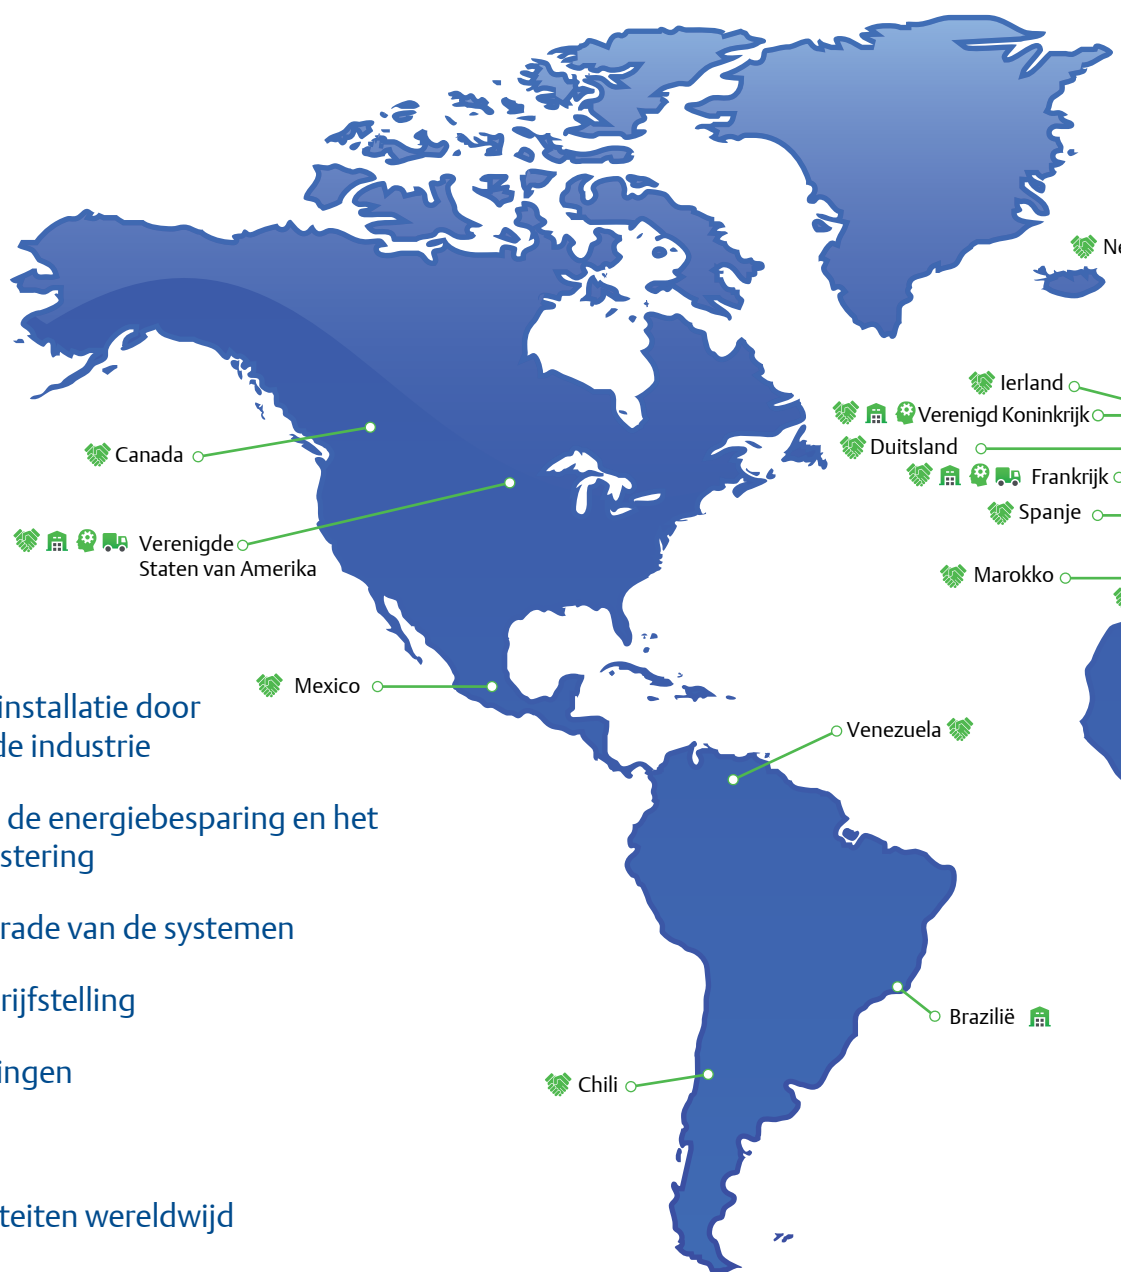 Ierland
Verenigd Koninkrijk
Duitsland
Canada
Frankrijk
Spanje
Verenigde
Staten van Amerika
Marokko
Mexico
installatie door
Venezuela
de industrie
de energiebesparing en het
stering
rade van de systemen
rijfstelling
Brazilië
ingen
Chili
teiten wereldwijd